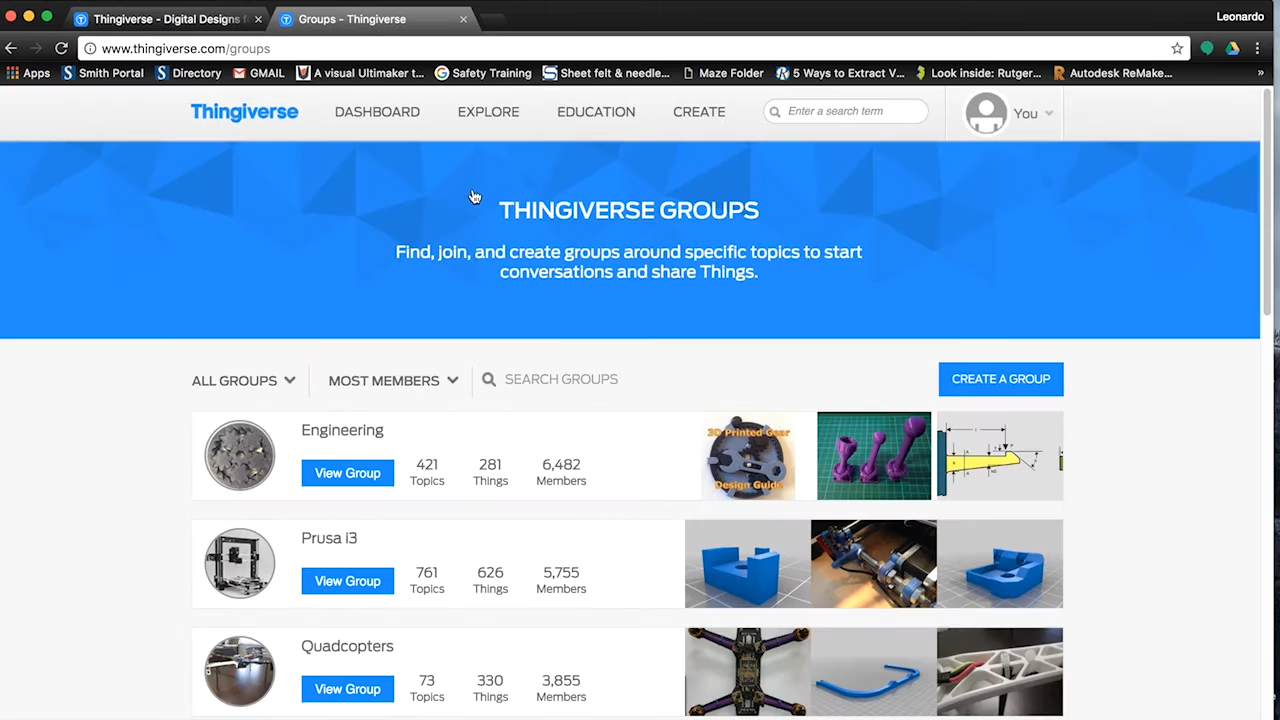 Thingiverse - Digital Designs f
Groups - Thingiverse
Leonardo
www.thingiverse.com/groups
Apps
Smith Portal
Directory
GMAIL
A visual Ultimaker t...
Safety Training
Sheet felt & needle...
Maze Folder
5 Ways to Extract V...
Look inside: Rutger...
Autodesk ReMake...
»
Thingiverse
DASHBOARD
EXPLORE
EDUCATION
CREATE
Enter a search term
You
THINGIVERSE GROUPS
Find, join, and create groups around specific topics to start
conversations and share Things.
ALL GROUPS
MOST MEMBERS
SEARCH GROUPS
CREATE A GROUP
Engineering
View Group
421
Topics
281
Things
6,482
Members
3D Printed Gear
Design Guide
Prusa i3
View Group
761
Topics
626
Things
5,755
Members
Quadcopters
View Group
73
Topics
330
Things
3,855
Members